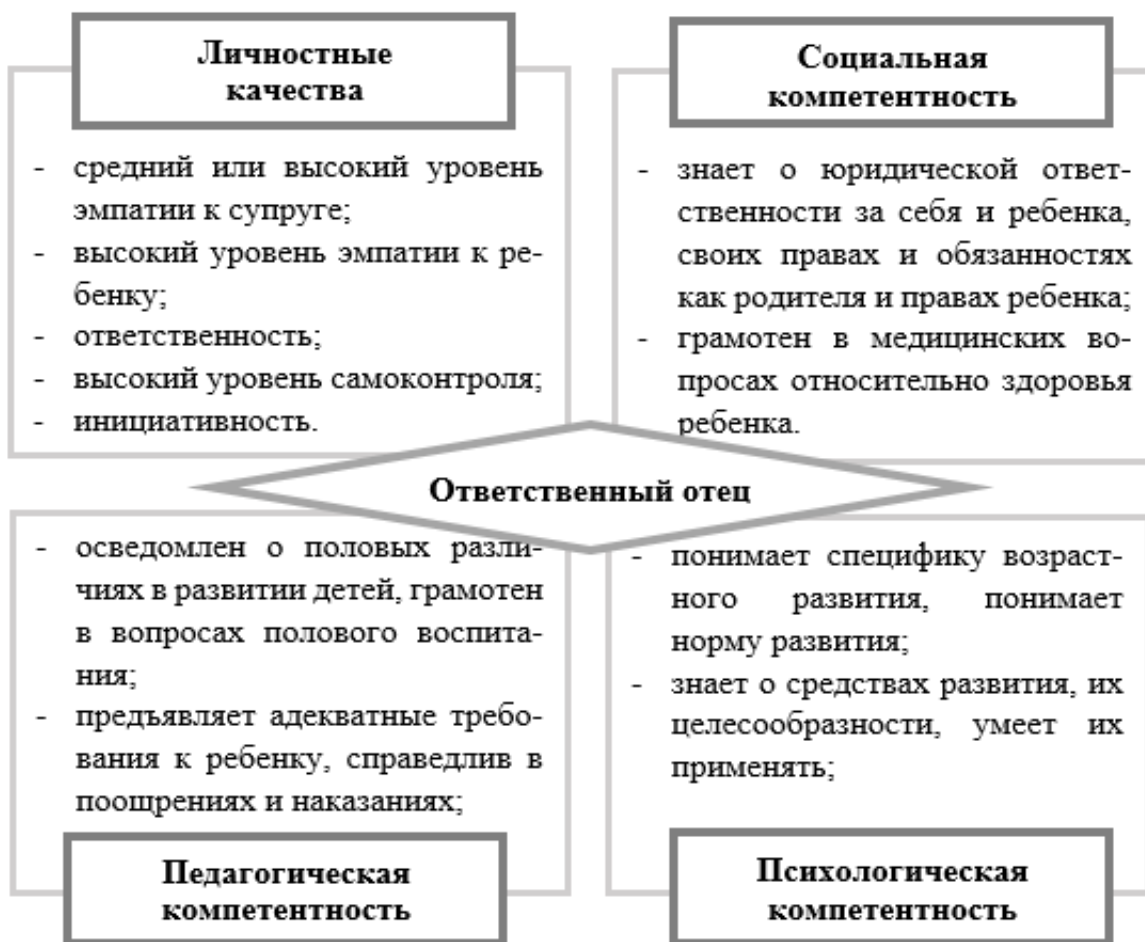 Личностные
качества
- средний или высокий уровень
эмпатии к супруге;
- высокий уровень эмпатии к ре-
бенку;
- ответственность;
- высокий уровень самоконтроля;
- инициативность.
Социальная
компетентность
- знает о юридической ответ-
ственности за себя и ребенка,
своих правах и обязанностях
как родителя и правах ребенка;
- грамотен в медицинских во-
просах относительно здоровья
ребенка.
Ответственный отец
- осведомлен о половых разли-
чиях в развитии детей, грамотен
в вопросах полового воспита-
ния;
- предъявляет адекватные требо-
вания к ребенку, справедлив в
поощрениях и наказаниях;
Педагогическая
компетентность
- понимает специфику возраст-
ного развития, понимает
норму развития;
- знает о средствах развития, их
целесообразности, умеет их
применять;
Психологическая
компетентность